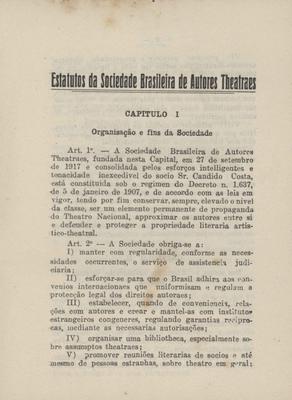 Estatutos da Sociedade Brasileira de Autores Theatraes
CAPITULO I
Organisação e fins da Sociedade
Art. 1º. — A Sociedade Brasileira de Autores
Theatraes, fundada nesta Capital, em 27 de setembro
de 1917 e consolidada pelos esforços intelligentes e
tenacidade inexcedivel do socio Sr. Candido Costa,
está constituida sob o regimen do Decreto n. 1.637,
de 5 de janeiro de 1907, e de accordo com as leis em
vigor, tendo por fim conservar, sempre, elevado o nivel
da classe, ser um elemento permanente de propaganda
do Theatro Nacional, approximar os autores entre si
e defender e proteger a propriedade literaria artis-
tico-theatral.
Art. 2º — A Sociedade obriga-se a:
I) manter com regularidade, conforme as neces-
sidades occurrentes, o serviço de assistencia judi-
ciaria;
II) esforçar-se para que o Brasil adhira aos con-
venios internacionaes que uniformisam e regulam a
protecção legal dos direitos autoraes;
III) estabelecer, quando de conveniencia, rela-
ções com autores e crear e mantel-as com institutos
estrangeiros congeneres, regulando garantias recipro-
cas, mediante as necessarias autorisações;
IV) organisar uma bibliotheca, especialmente so-
bre assumptos theatraes;
V) promover reuniões literarias de socios e até
mesmo de pessoas estranhas, sobre theatro em geral;